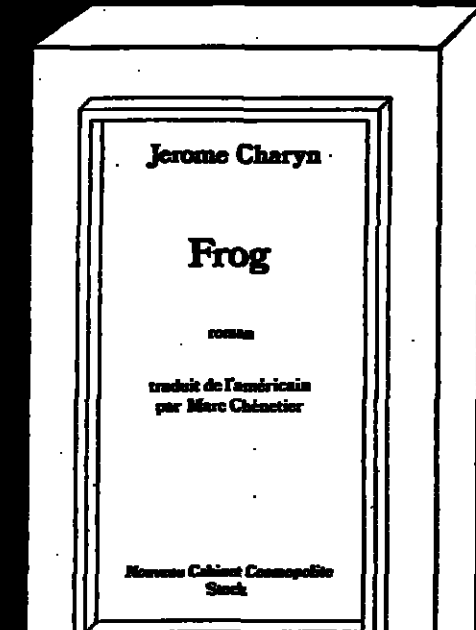 Jerome Charyn
Frog
roman
traduit de l'américain
par Marc Chénetier
Nouveau Cabinet Cosmopolite
Stock